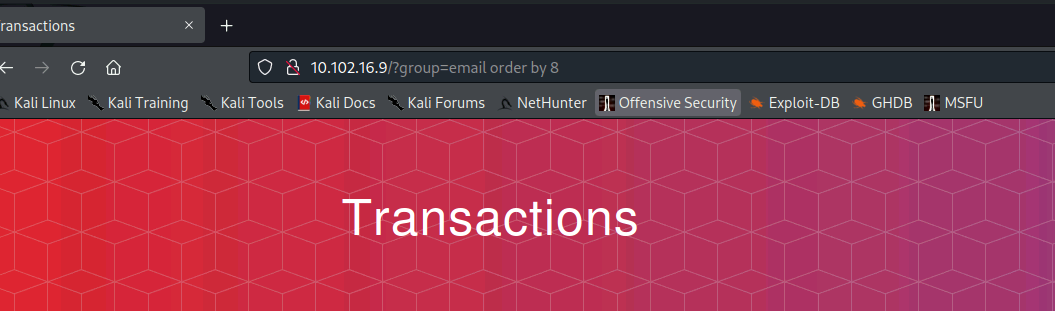 ransactions
10.102.16.9/?group=email order by 8
Kali Linux Kali Training Kali Tools Kali Docs Kali Forums NetHunter Offensive Security Exploit-DB GHDB MSFU
Transactions